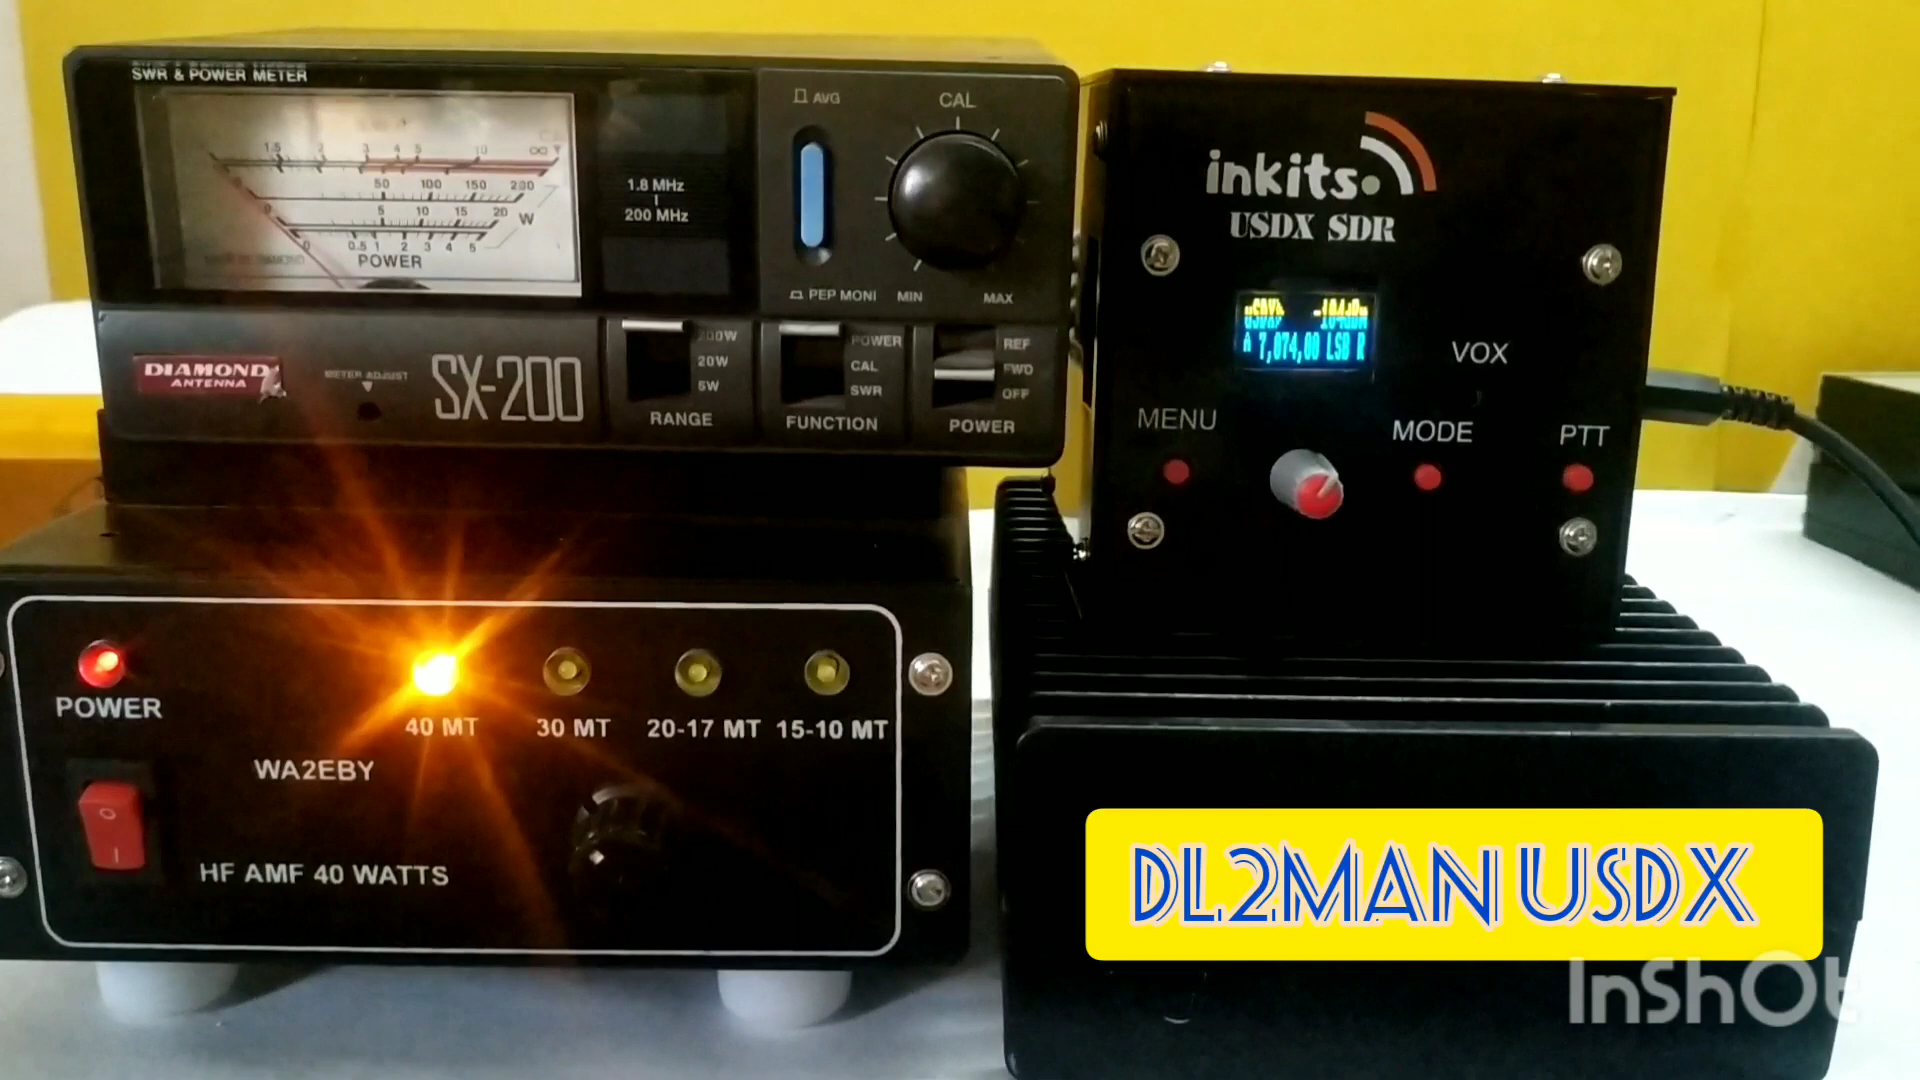 SWR & POWER METER
1.5 2 3 4 5 10 ∞
50 100 150 200
0 5 10 15 20 W
0 0.5 1 2 3 4 5
POWER
1.8 MHz
200 MHz
AVG
CAL
PEP MONI
MIN
MAX
DIAMOND
ANTENNA
METER ADJUST
SX-200
200W
20W
5W
RANGE
POWER
CAL
SWR
FUNCTION
REF
FWD
OFF
POWER
inkits.
USDX SDR
A 7,074,00 LSB R
VOX
MENU
MODE
PTT
POWER
40 MT
30 MT
20-17 MT
15-10 MT
WA2EBY
HF AMF 40 WATTS
DL2MAN USDX
InShOt